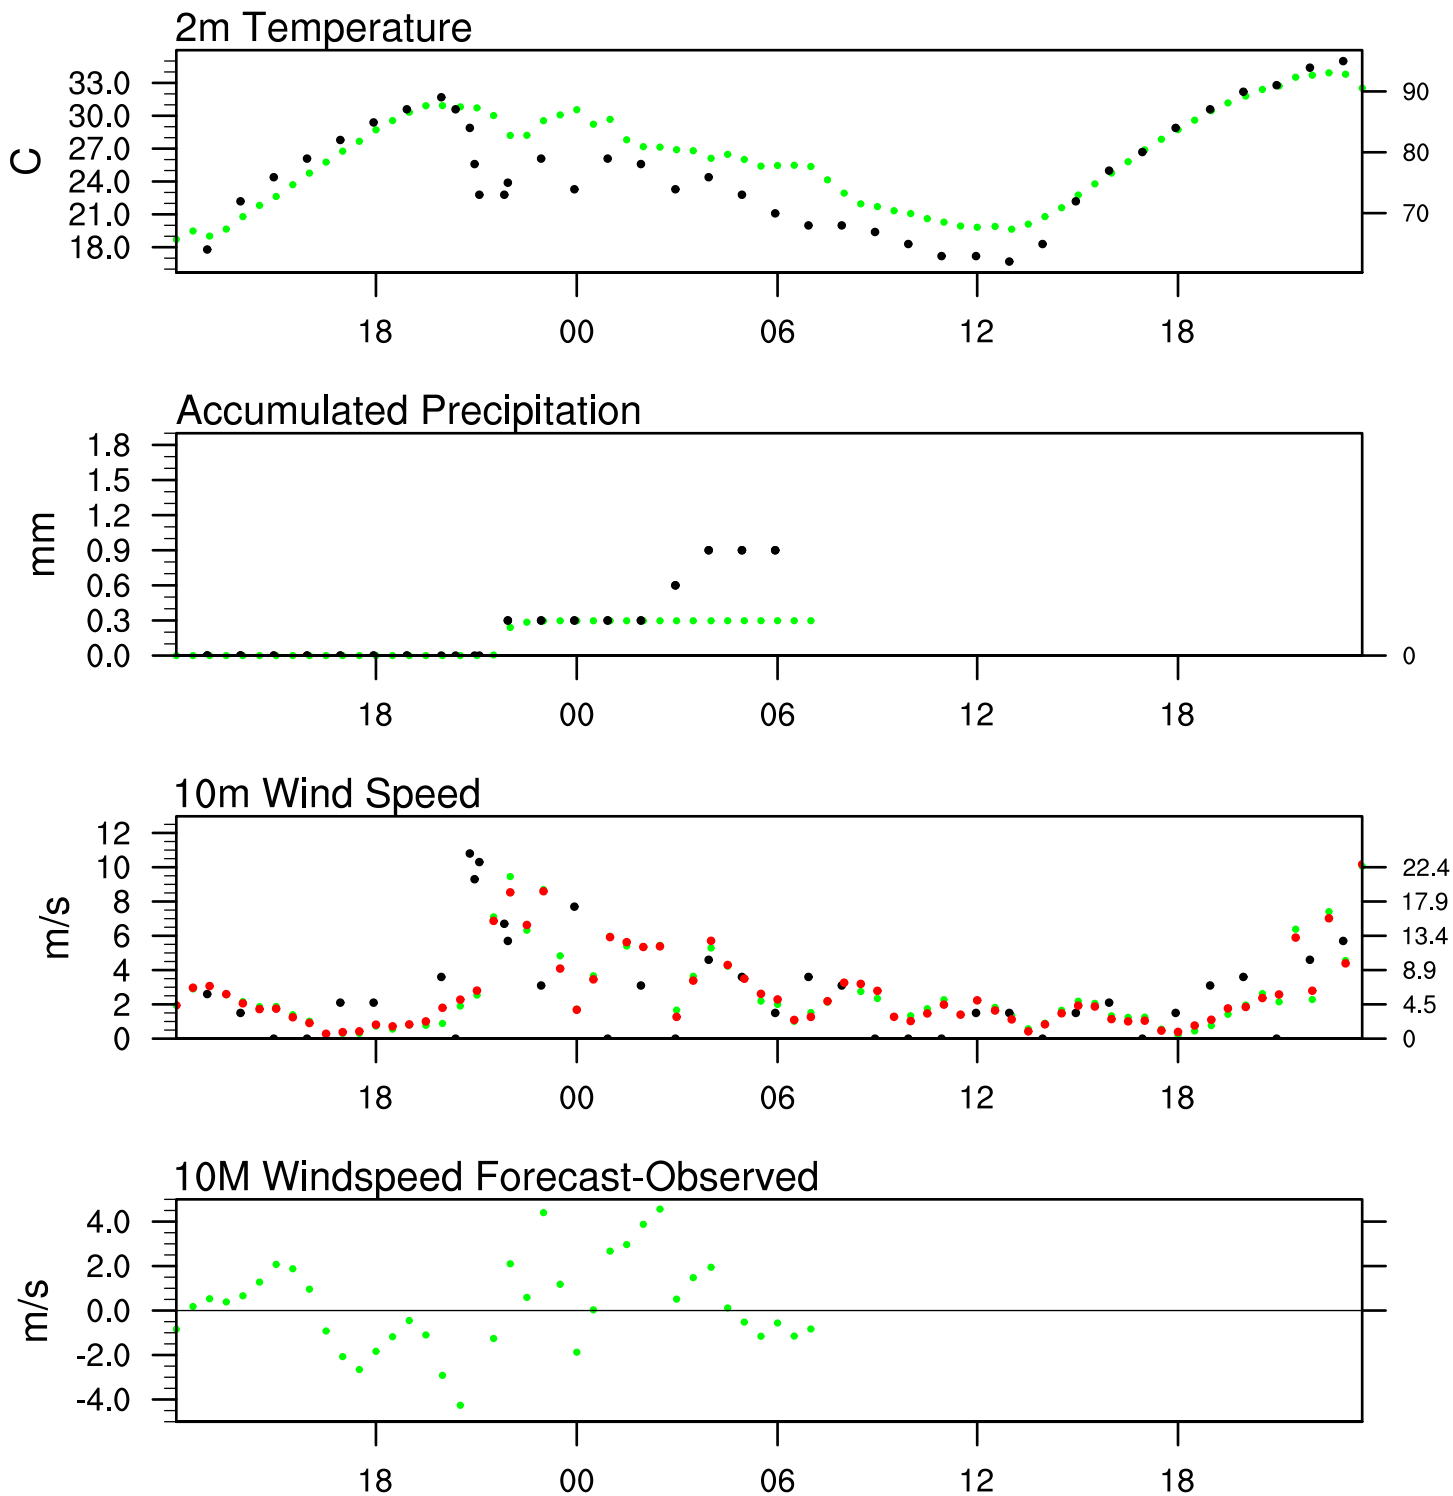 2m Temperature
33.0
30.0
27.0
24.0
21.0
18.0
C
90
80
70
18 00 06 12 18
Accumulated Precipitation
1.8
1.5
1.2
0.9
0.6
0.3
0.0
mm
0
18 00 06 12 18
10m Wind Speed
12
10
8
6
4
2
0
m/s
22.4
17.9
13.4
8.9
4.5
0
18 00 06 12 18
10M Windspeed Forecast-Observed
4.0
2.0
0.0
-2.0
-4.0
m/s
18 00 06 12 18